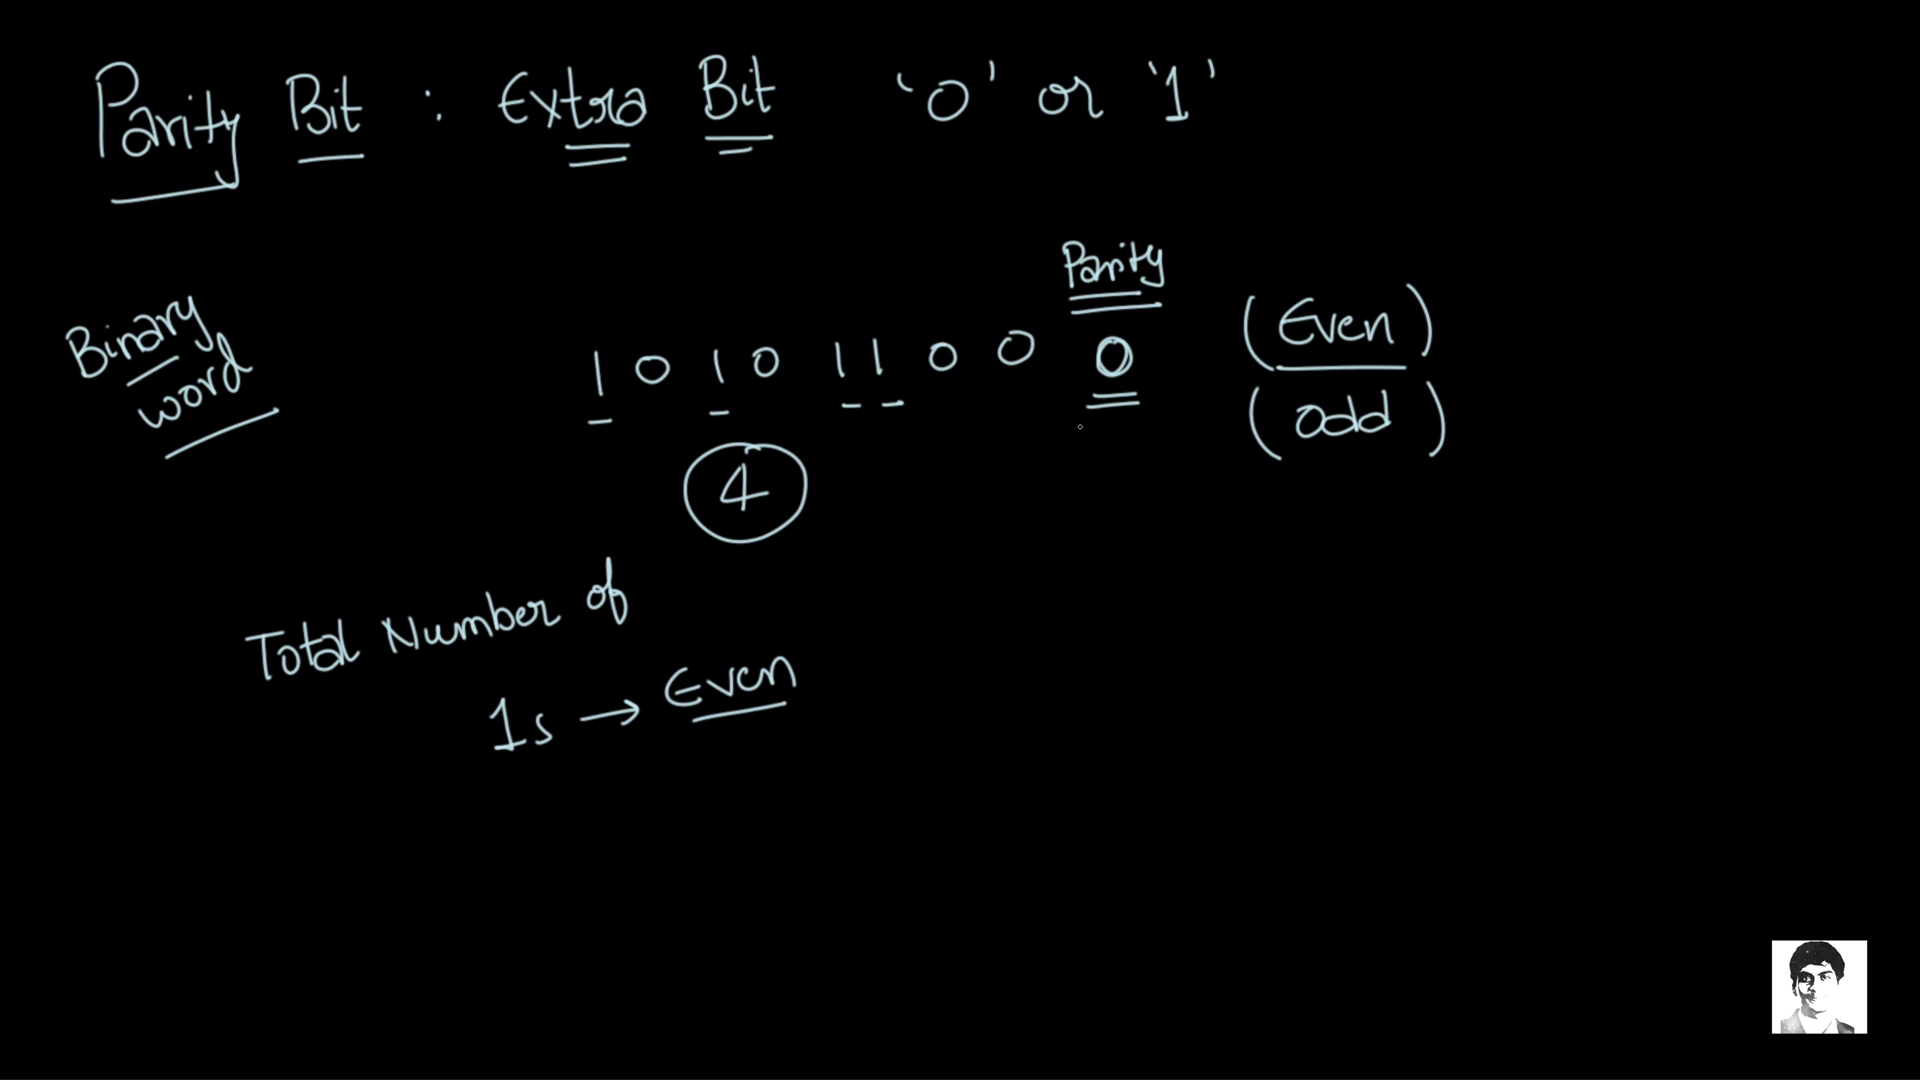 Parity Bit : Extra Bit '0' or '1'
Parity
Binary word
1 0 1 0 1 1 0 0 0
(Even)
(odd)
4
Total Number of
1s → Even